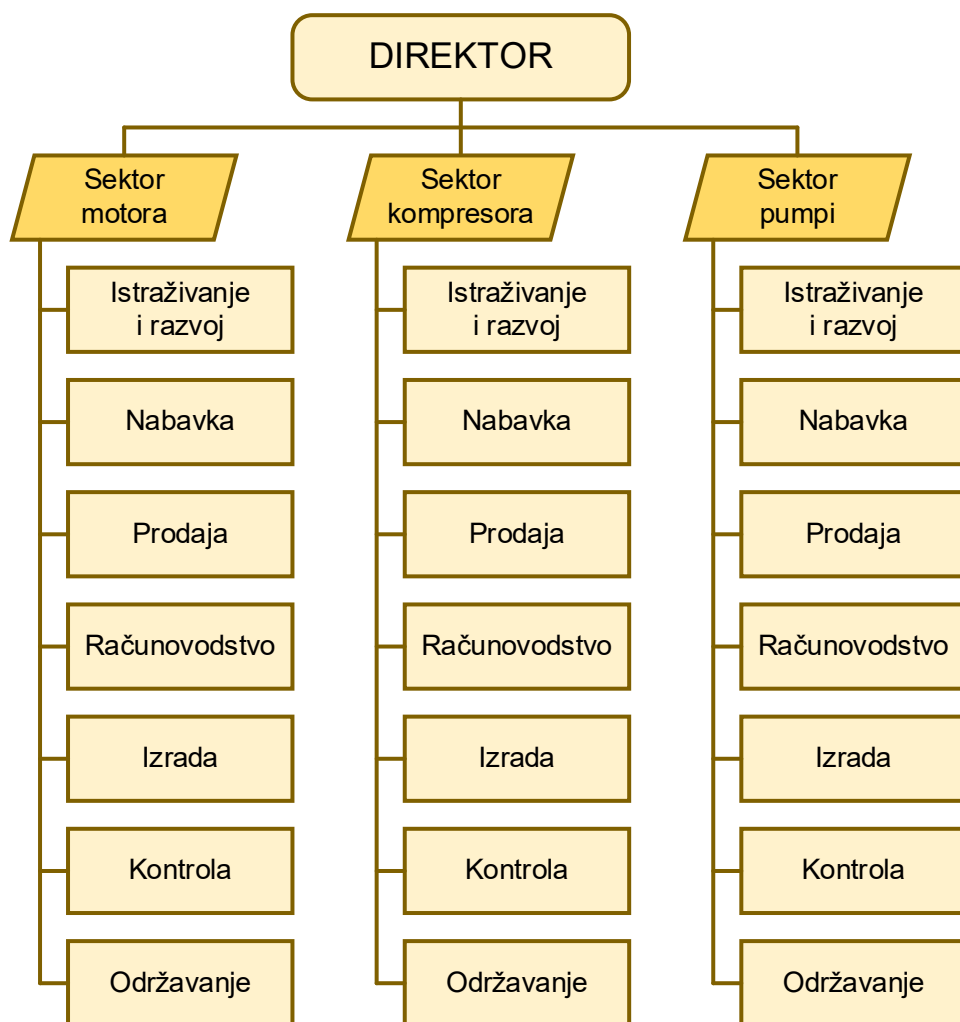 DIREKTOR
Sektor
motora
Sektor
kompresora
Sektor
pumpi
Istraživanje
i razvoj
Istraživanje
i razvoj
Istraživanje
i razvoj
Nabavka
Nabavka
Nabavka
Prodaja
Prodaja
Prodaja
Računovodstvo
Računovodstvo
Računovodstvo
Izrada
Izrada
Izrada
Kontrola
Kontrola
Kontrola
Održavanje
Održavanje
Održavanje